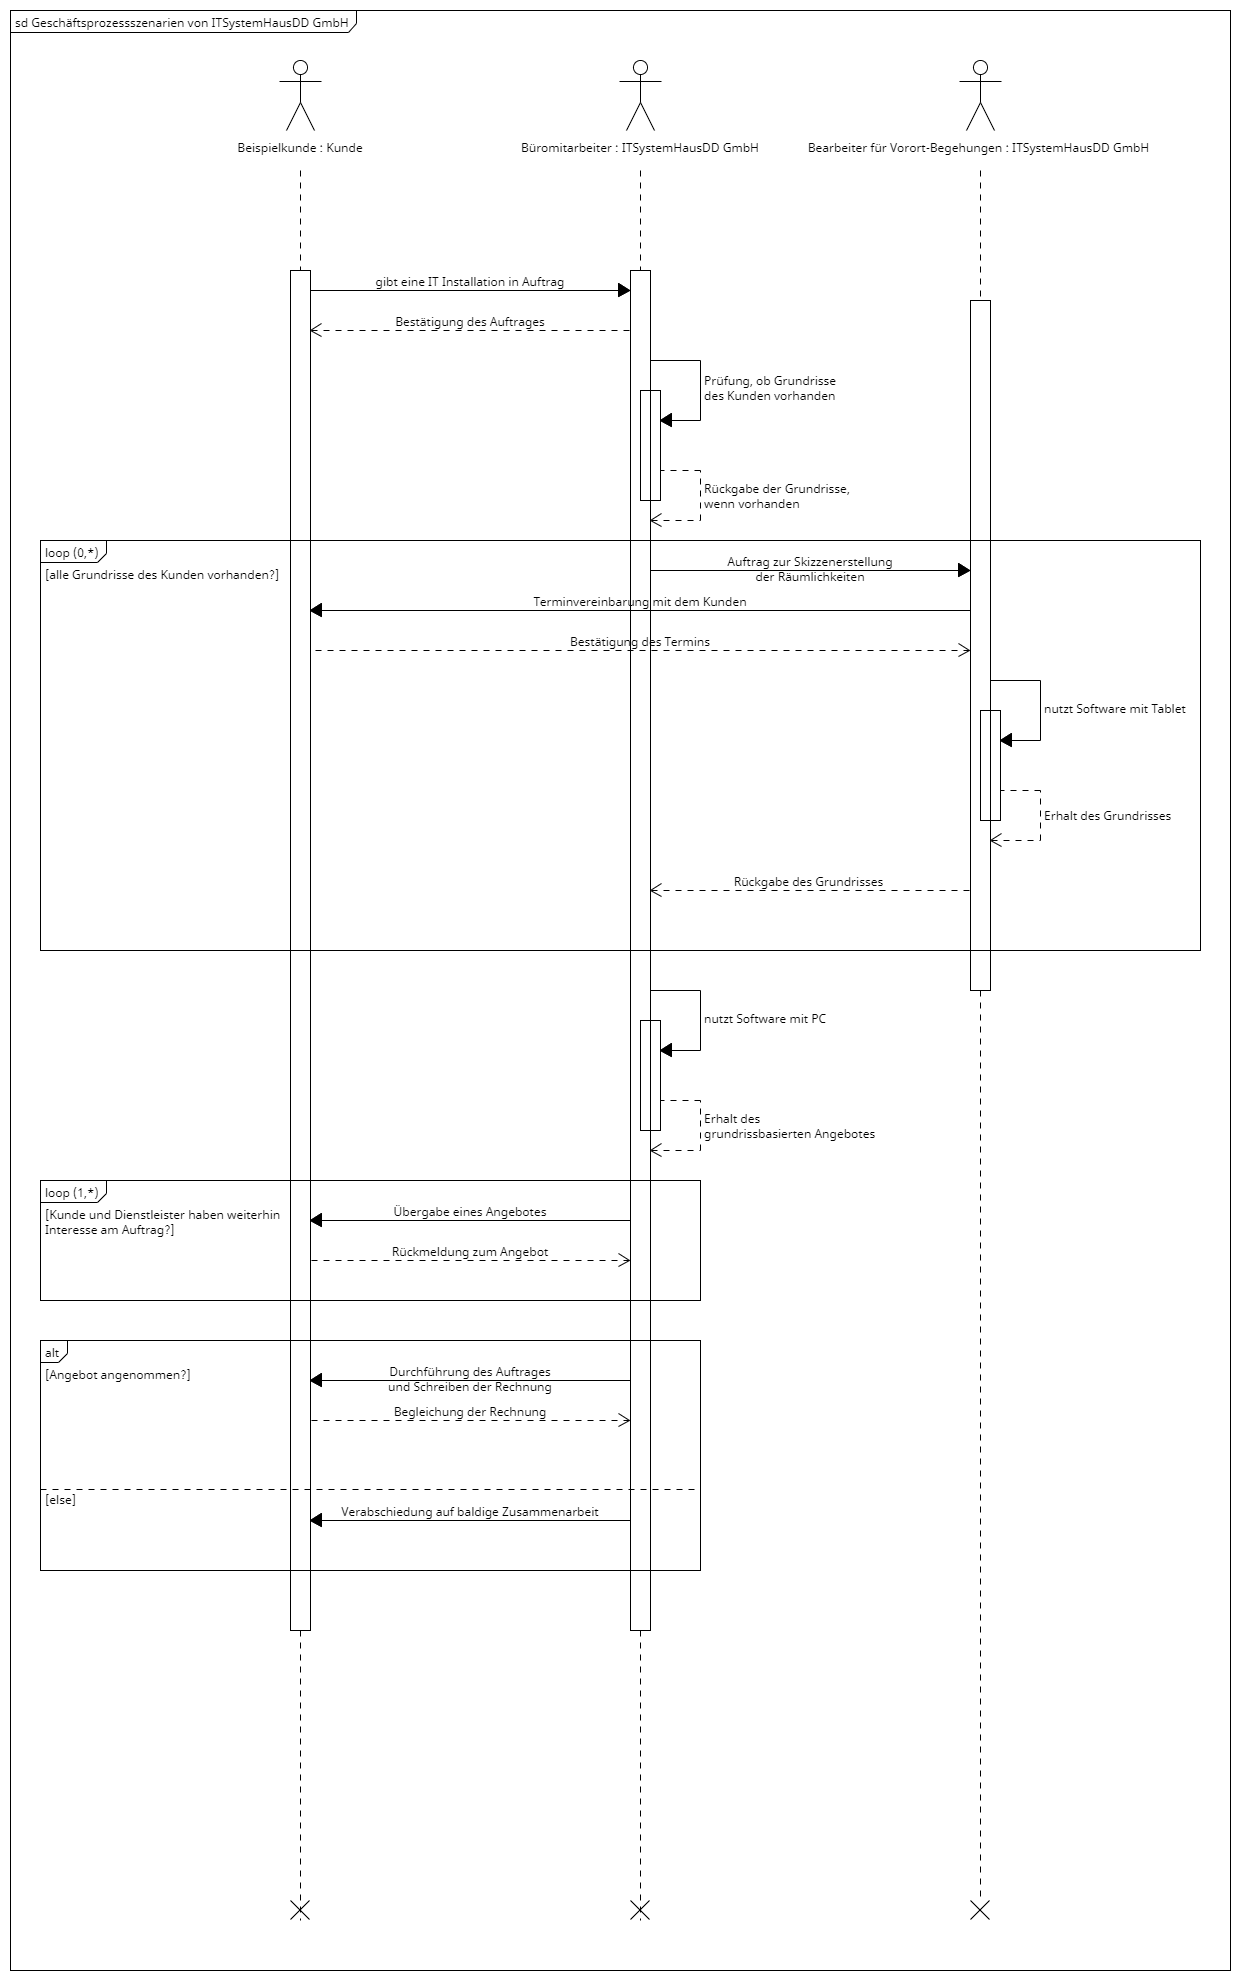 sd Geschäftsprozessszenarien von ITSystemHausDD GmbH
Beispielkunde : Kunde
Büromitarbeiter : ITSystemHausDD GmbH
Bearbeiter für Vorort-Begehungen : ITSystemHausDD GmbH
gibt eine IT Installation in Auftrag
Bestätigung des Auftrages
Prüfung, ob Grundrisse
des Kunden vorhanden
Rückgabe der Grundrisse,
wenn vorhanden
loop (0,*)
[alle Grundrisse des Kunden vorhanden?]
Auftrag zur Skizzenerstellung
der Räumlichkeiten
Terminvereinbarung mit dem Kunden
Bestätigung des Termins
nutzt Software mit Tablet
Erhalt des Grundrisses
Rückgabe des Grundrisses
nutzt Software mit PC
Erhalt des
grundrissbasierten Angebotes
loop (1,*)
[Kunde und Dienstleister haben weiterhin
Interesse am Auftrag?]
Übergabe eines Angebotes
Rückmeldung zum Angebot
alt
[Angebot angenommen?]
Durchführung des Auftrages
und Schreiben der Rechnung
Begleichung der Rechnung
[else]
Verabschiedung auf baldige Zusammenarbeit